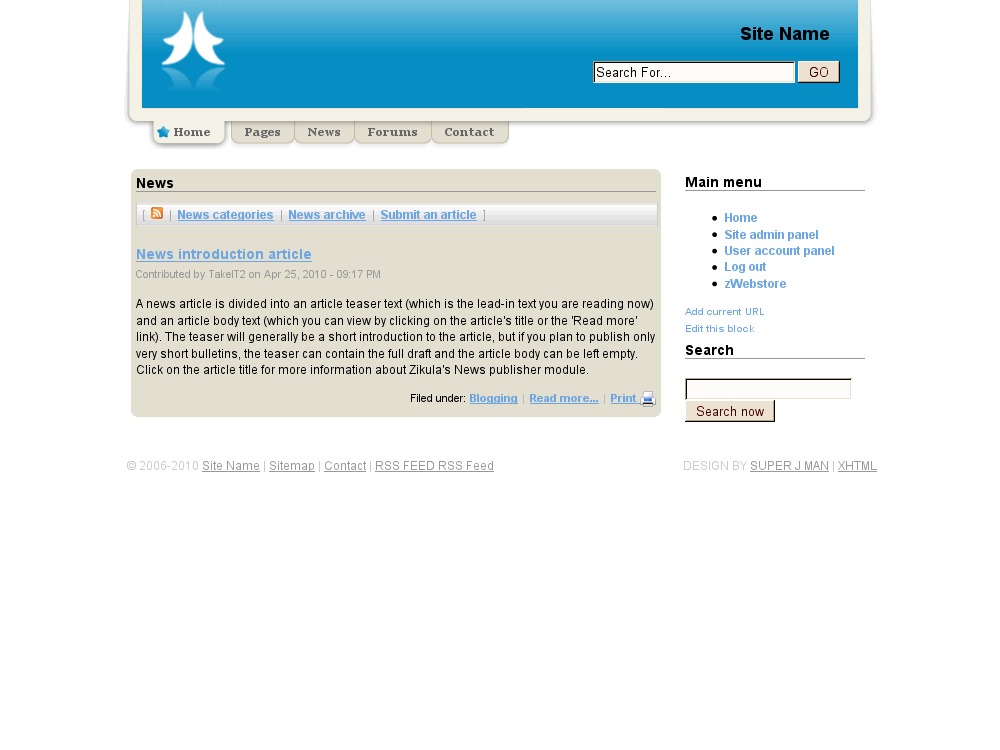 Site Name
Search For...
GO
Home
Pages
News
Forums
Contact
News
[ | News categories | News archive | Submit an article ]
News introduction article
Contributed by TakeIT2 on Apr 25, 2010 - 09:17 PM
A news article is divided into an article teaser text (which is the lead-in text you are reading now)
and an article body text (which you can view by clicking on the article's title or the 'Read more'
link). The teaser will generally be a short introduction to the article, but if you plan to publish only
very short bulletins, the teaser can contain the full draft and the article body can be left empty.
Click on the article title for more information about Zikula's News publisher module.
Filed under: Blogging | Read more... | Print
Main menu
Home
Site admin panel
User account panel
Log out
zWebstore
Add current URL
Edit this block
Search
Search now
© 2006-2010 Site Name | Sitemap | Contact | RSS FEED RSS Feed
DESIGN BY SUPER J MAN | XHTML